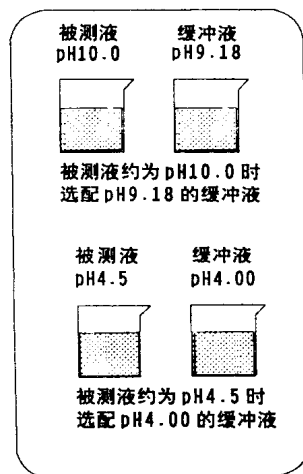 被测液 缓冲液
pH10.0 pH9.18
被测液约为pH10.0时
选配pH9.18的缓冲液
被测液 缓冲液
pH4.5 pH4.00
被测液约为pH4.5时
选配pH4.00的缓冲液